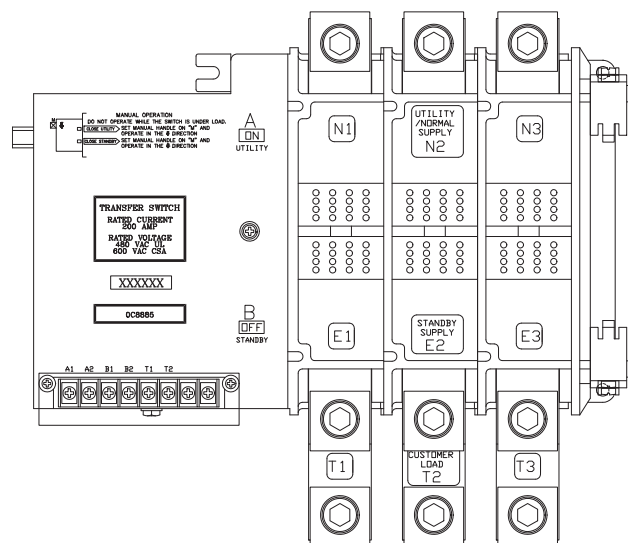 MANUAL OPERATION
DO NOT OPERATE WHILE THE SWITCH IS UNDER LOAD.
CLOSE UTILITY SET MANUAL HANDLE ON "M" AND
OPERATE IN THE DIRECTION
CLOSE STANDBY SET MANUAL HANDLE ON "M" AND
OPERATE IN THE DIRECTION
A
ON
UTILITY
N1
UTILITY
/NORMAL
SUPPLY
N2
N3
TRANSFER SWITCH
RATED CURRENT
200 AMP
RATED VOLTAGE
480 VAC UL
600 VAC CSA
XXXXXX
0C8885
B
OFF
STANDBY
E1
STANDBY
SUPPLY
E2
E3
A1 A2 B1 B2 T1 T2
T1
CUSTOMER
LOAD
T2
T3